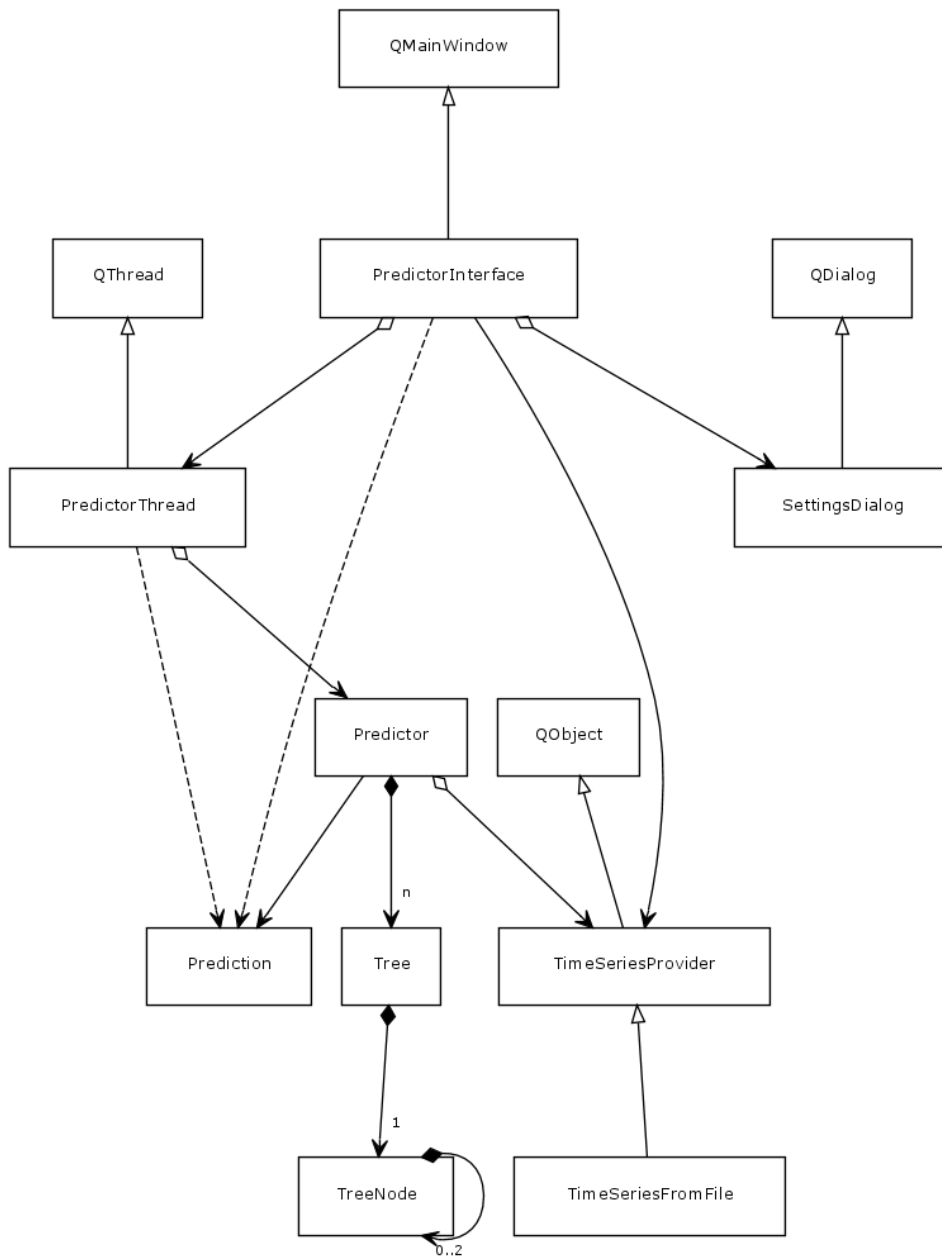 QMainWindow
QThread
PredictorInterface
QDialog
PredictorThread
SettingsDialog
Predictor
QObject
n
Prediction
Tree
TimeSeriesProvider
1
TreeNode
TimeSeriesFromFile
0..2